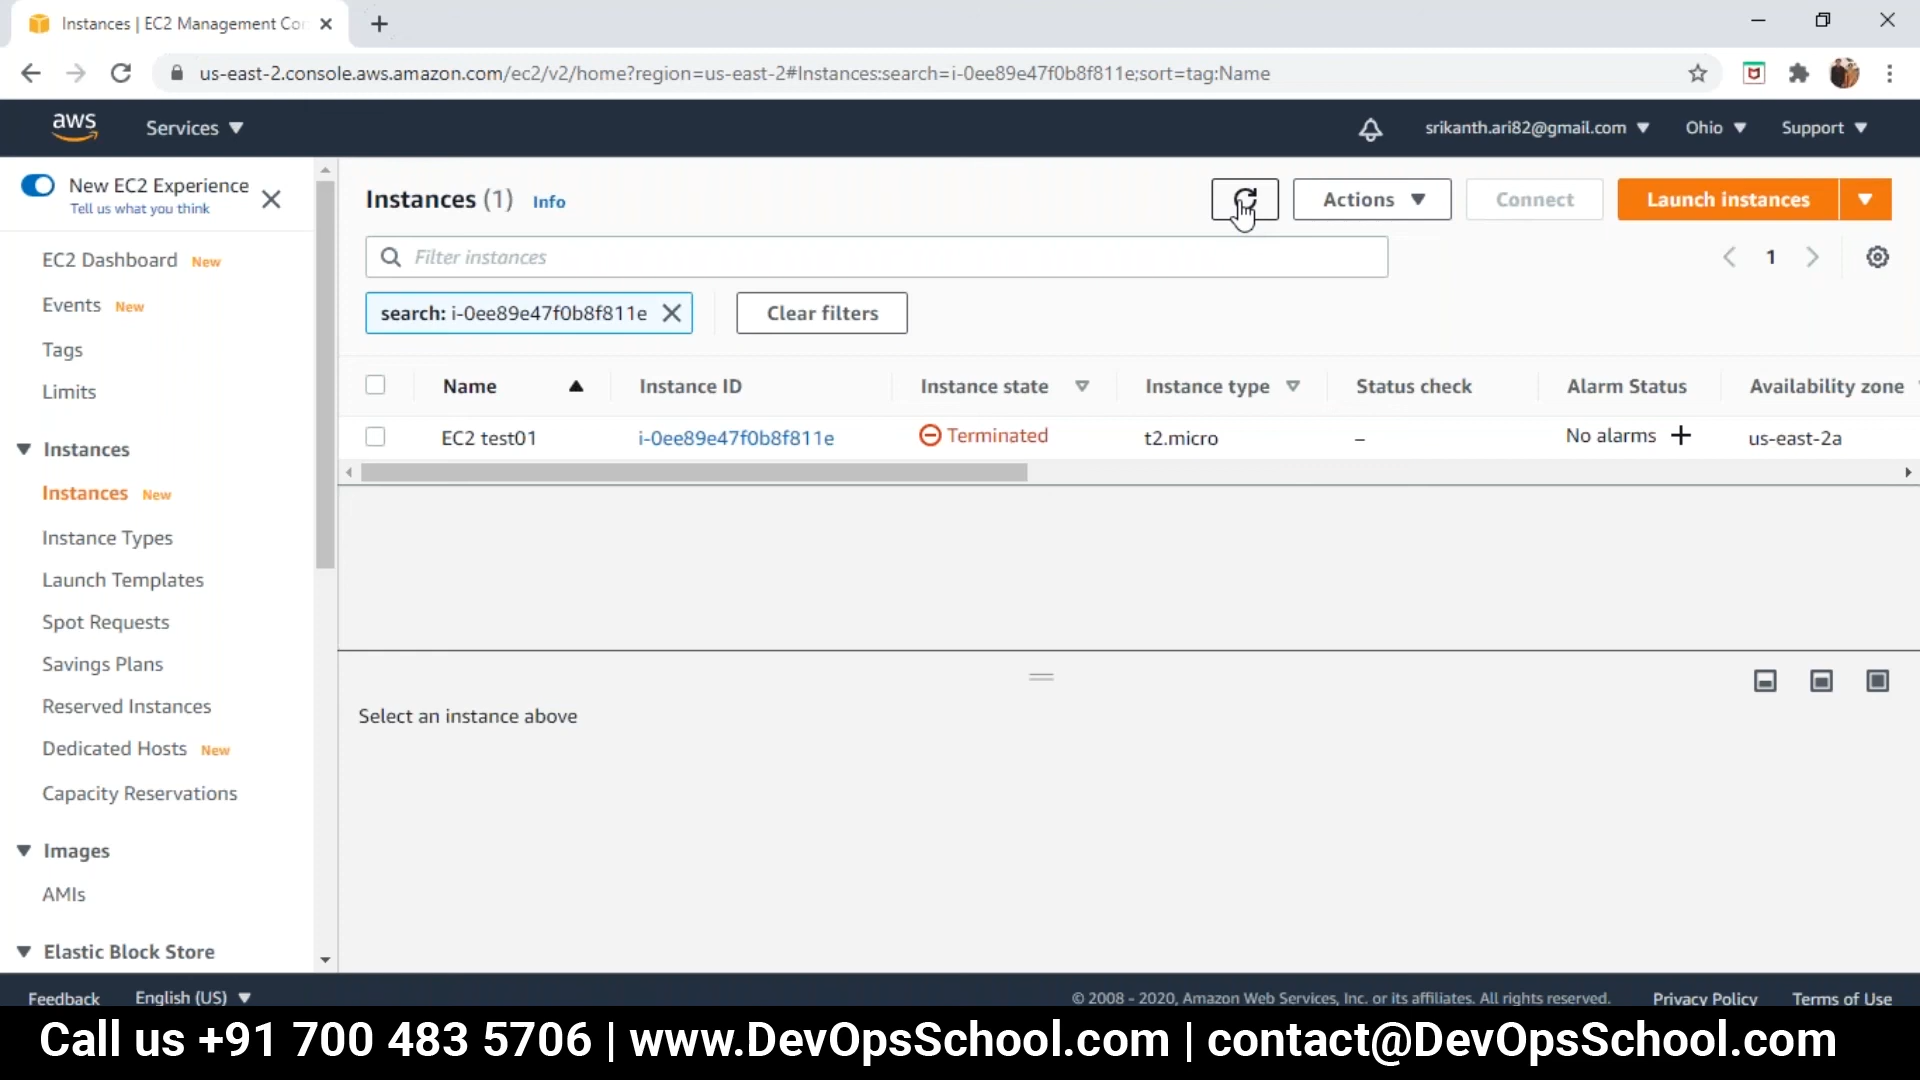 Instances | EC2 Management Con
us-east-2.console.aws.amazon.com/ec2/v2/home?region=us-east-2#Instances:search=i-0ee89e47f0b8f811e;sort=tag:Name
aws
Services
srikanth.ari82@gmail.com
Ohio
Support
New EC2 Experience
Tell us what you think
EC2 Dashboard New
Events New
Tags
Limits
Instances
Instances New
Instance Types
Launch Templates
Spot Requests
Savings Plans
Reserved Instances
Dedicated Hosts New
Capacity Reservations
Images
AMIs
Elastic Block Store
Instances (1) Info
Actions
Connect
Launch instances
Filter instances
1
search: i-0ee89e47f0b8f811e
Clear filters
Name Instance ID Instance state Instance type Status check Alarm Status Availability zone
EC2 test01 i-0ee89e47f0b8f811e Terminated t2.micro – No alarms + us-east-2a
Select an instance above
Feedback English (US) © 2008 - 2020, Amazon Web Services, Inc. or its affiliates. All rights reserved. Privacy Policy Terms of Use
Call us +91 700 483 5706 | www.DevOpsSchool.com | contact@DevOpsSchool.com